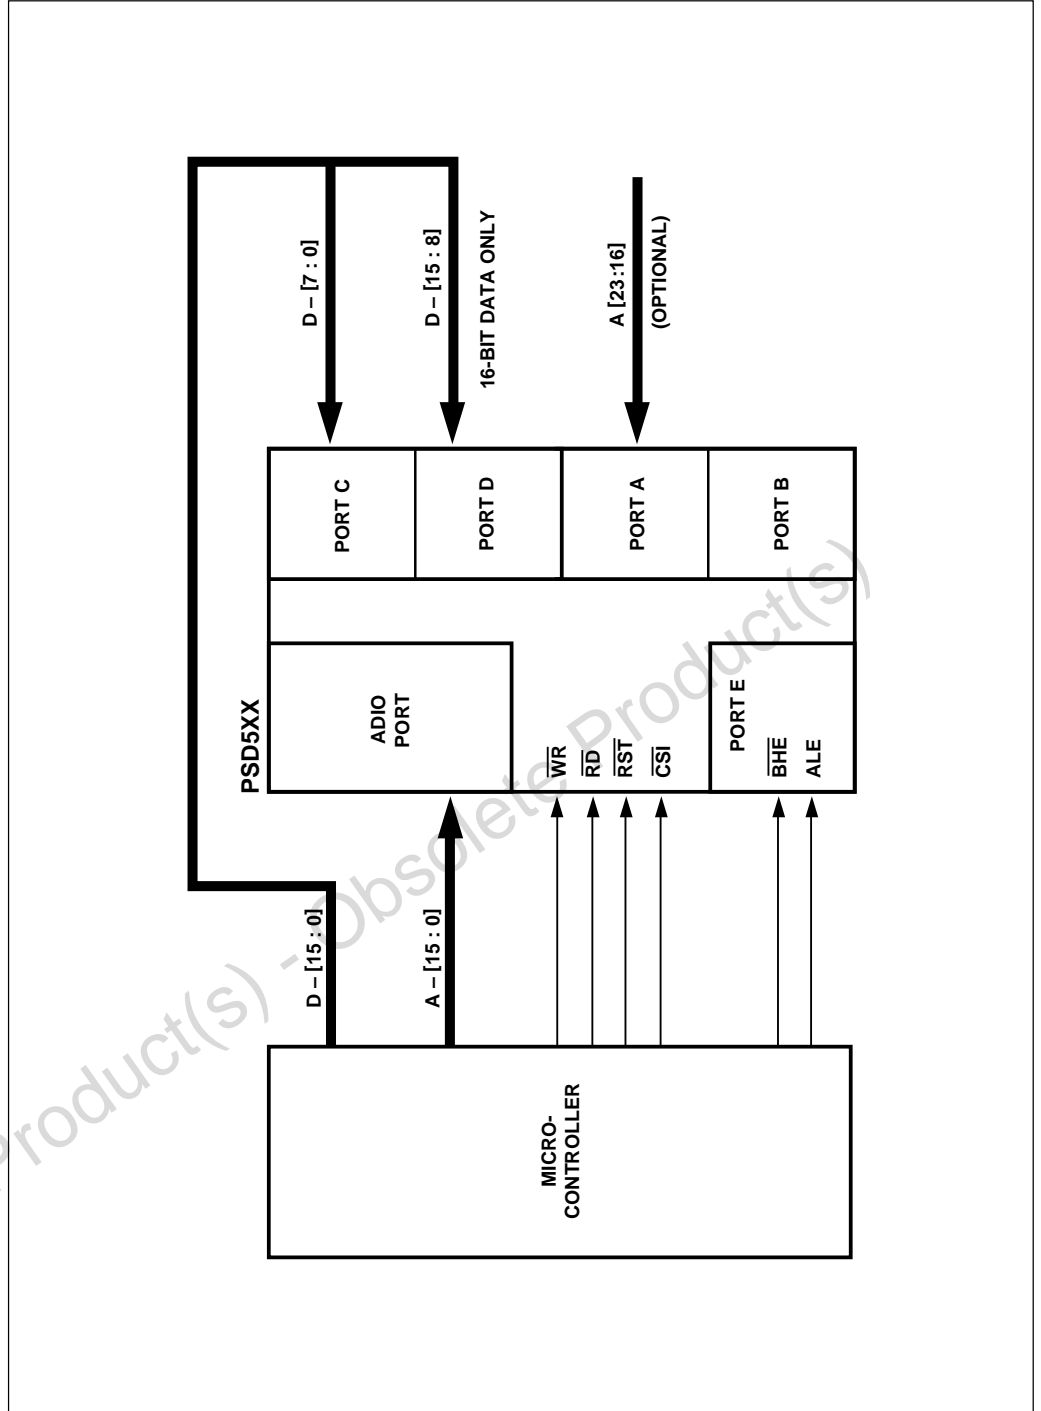 D – [7 : 0]
D – [15 : 8]
16-BIT DATA ONLY
A [23:16]
(OPTIONAL)
PORT C
PORT D
PORT A
PORT B
PSD5XX
ADIO
PORT
WR
RD
RST
CSI
PORT E
BHE
ALE
D – [15 : 0]
A – [15 : 0]
MICRO-
CONTROLLER
Product(s) - Obsolete Product(s)